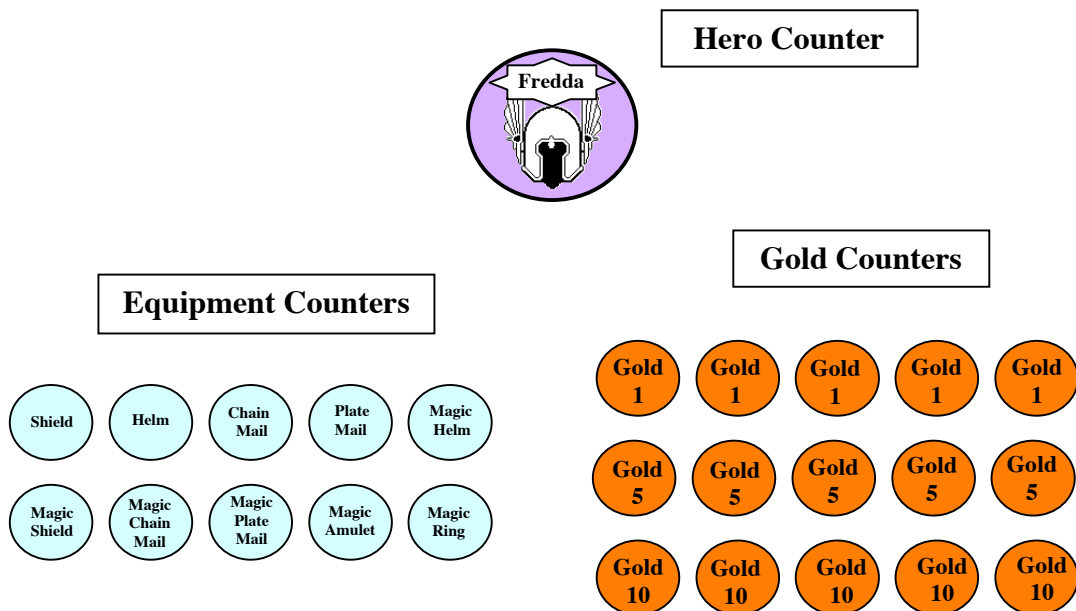 Hero Counter
Fredda
Gold Counters
Equipment Counters
Gold Gold Gold Gold Gold
1 1 1 1 1
Shield Helm Chain Plate Magic
Mail Mail Helm
Gold Gold Gold Gold Gold
5 5 5 5 5
Magic Magic Magic Magic Magic
Shield Chain Plate Amulet Ring
Mail Mail
Gold Gold Gold Gold Gold
10 10 10 10 10